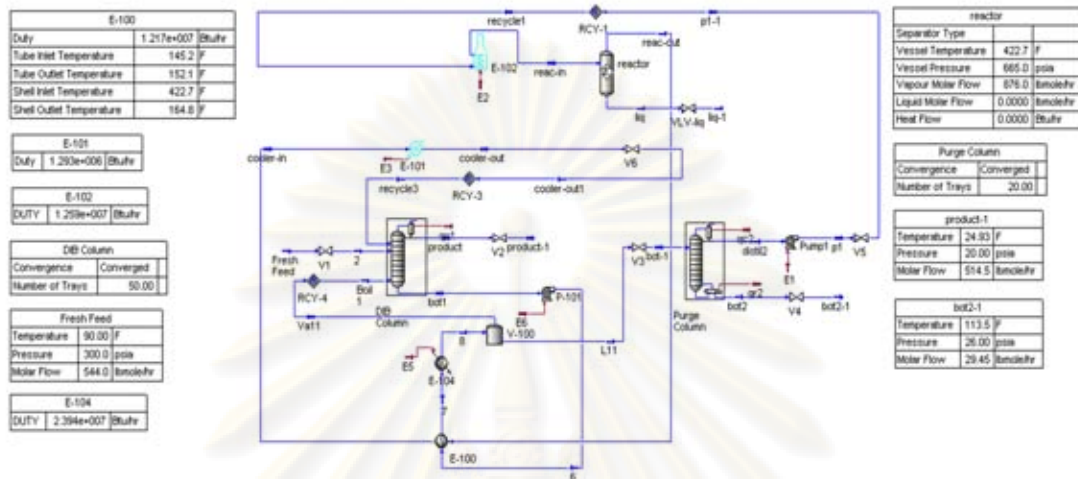 E-100
Duty 1.217e+007 Btu/hr
Tube Inlet Temperature 145.2 F
Tube Outlet Temperature 152.1 F
Shell Inlet Temperature 422.7 F
Shell Outlet Temperature 164.8 F
E-101
Duty 1.293e+006 Btu/hr
E-102
DUTY 1.259e+007 Btu/hr
DIB Column
Convergence Converged
Number of Trays 50.00
Fresh Feed
Temperature 90.00 F
Pressure 300.0 psia
Molar Flow 544.0 lbmole/hr
E-104
DUTY 2.394e+007 Btu/hr
recycle1
RCY-1
p1-1
reac-out
E-102
E2
reac-in
reactor
liq
VLV-liq
liq-1
cooler-in
E3
E-101
cooler-out
V6
recycle3
RCY-3
cooler-out1
product
V2
product-1
Fresh Feed
V1
2
RCY-4
Boil 1
bot1
P-101
DIB Column
E6
Va11
V-100
8
L11
E5
E-104
7
E-100
6
V3
bot-1
distil2
Pump1
p1
V5
E1
qr2
bot2
V4
bot2-1
Purge Column
reactor
Separator Type
Vessel Temperature 422.7 F
Vessel Pressure 665.0 psia
Vapour Molar Flow 876.0 lbmole/hr
Liquid Molar Flow 0.0000 lbmole/hr
Heat Flow 0.0000 Btu/hr
Purge Column
Convergence Converged
Number of Trays 20.00
product-1
Temperature 24.93 F
Pressure 20.00 psia
Molar Flow 514.5 lbmole/hr
bot2-1
Temperature 113.5 F
Pressure 26.00 psia
Molar Flow 29.45 lbmole/hr